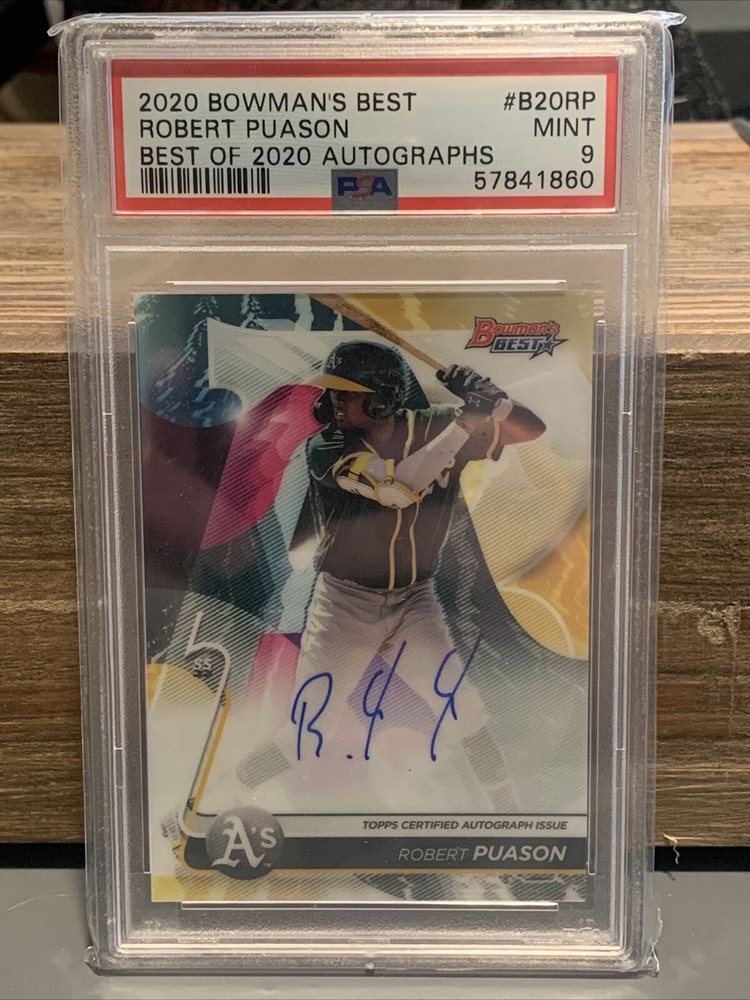 2020 BOWMAN'S BEST #B20RP
ROBERT PUASON MINT
BEST OF 2020 AUTOGRAPHS 9
PSA 57841860
Bowman's
BEST
A's
SS
TOPPS CERTIFIED AUTOGRAPH ISSUE
A's
ROBERT PUASON